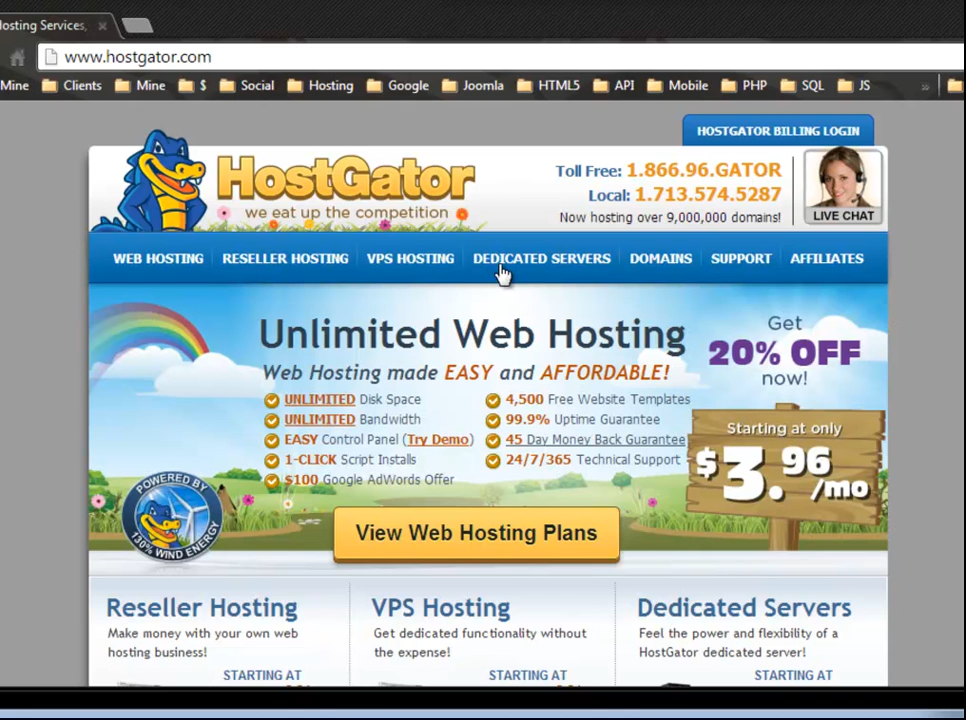 Hosting Services,
www.hostgator.com
Mine Clients Mine $ Social Hosting Google Joomla HTML5 API Mobile PHP SQL JS »
HOSTGATOR BILLING LOGIN
HostGator
we eat up the competition
Toll Free: 1.866.96.GATOR
Local: 1.713.574.5287
Now hosting over 9,000,000 domains!
LIVE CHAT
WEB HOSTING RESELLER HOSTING VPS HOSTING DEDICATED SERVERS DOMAINS SUPPORT AFFILIATES
Unlimited Web Hosting
Web Hosting made EASY and AFFORDABLE!
UNLIMITED Disk Space
UNLIMITED Bandwidth
EASY Control Panel (Try Demo)
1-CLICK Script Installs
$100 Google AdWords Offer
4,500 Free Website Templates
99.9% Uptime Guarantee
45 Day Money Back Guarantee
24/7/365 Technical Support
Get
20% OFF
now!
Starting at only
$3.96
/mo
POWERED BY
130% WIND ENERGY
View Web Hosting Plans
Reseller Hosting
Make money with your own web
hosting business!
STARTING AT
VPS Hosting
Get dedicated functionality without
the expense!
STARTING AT
Dedicated Servers
Feel the power and flexibility of a
HostGator dedicated server!
STARTING AT